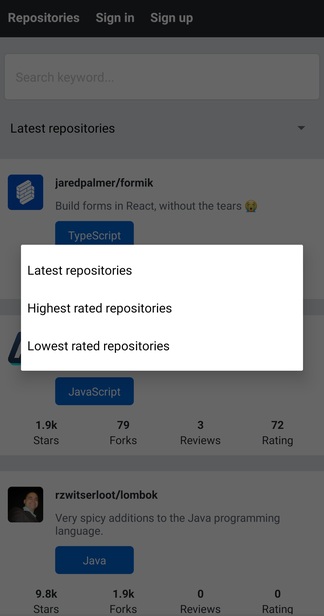 Repositories Sign in Sign up
Search keyword...
Latest repositories
jaredpalmer/formik
Build forms in React, without the tears 😭
TypeScript
Latest repositories
Highest rated repositories
Lowest rated repositories
JavaScript
1.9k 79 3 72
Stars Forks Reviews Rating
rzwitserloot/lombok
Very spicy additions to the Java programming
language.
Java
9.8k 1.9k 0 0
Stars Forks Reviews Rating